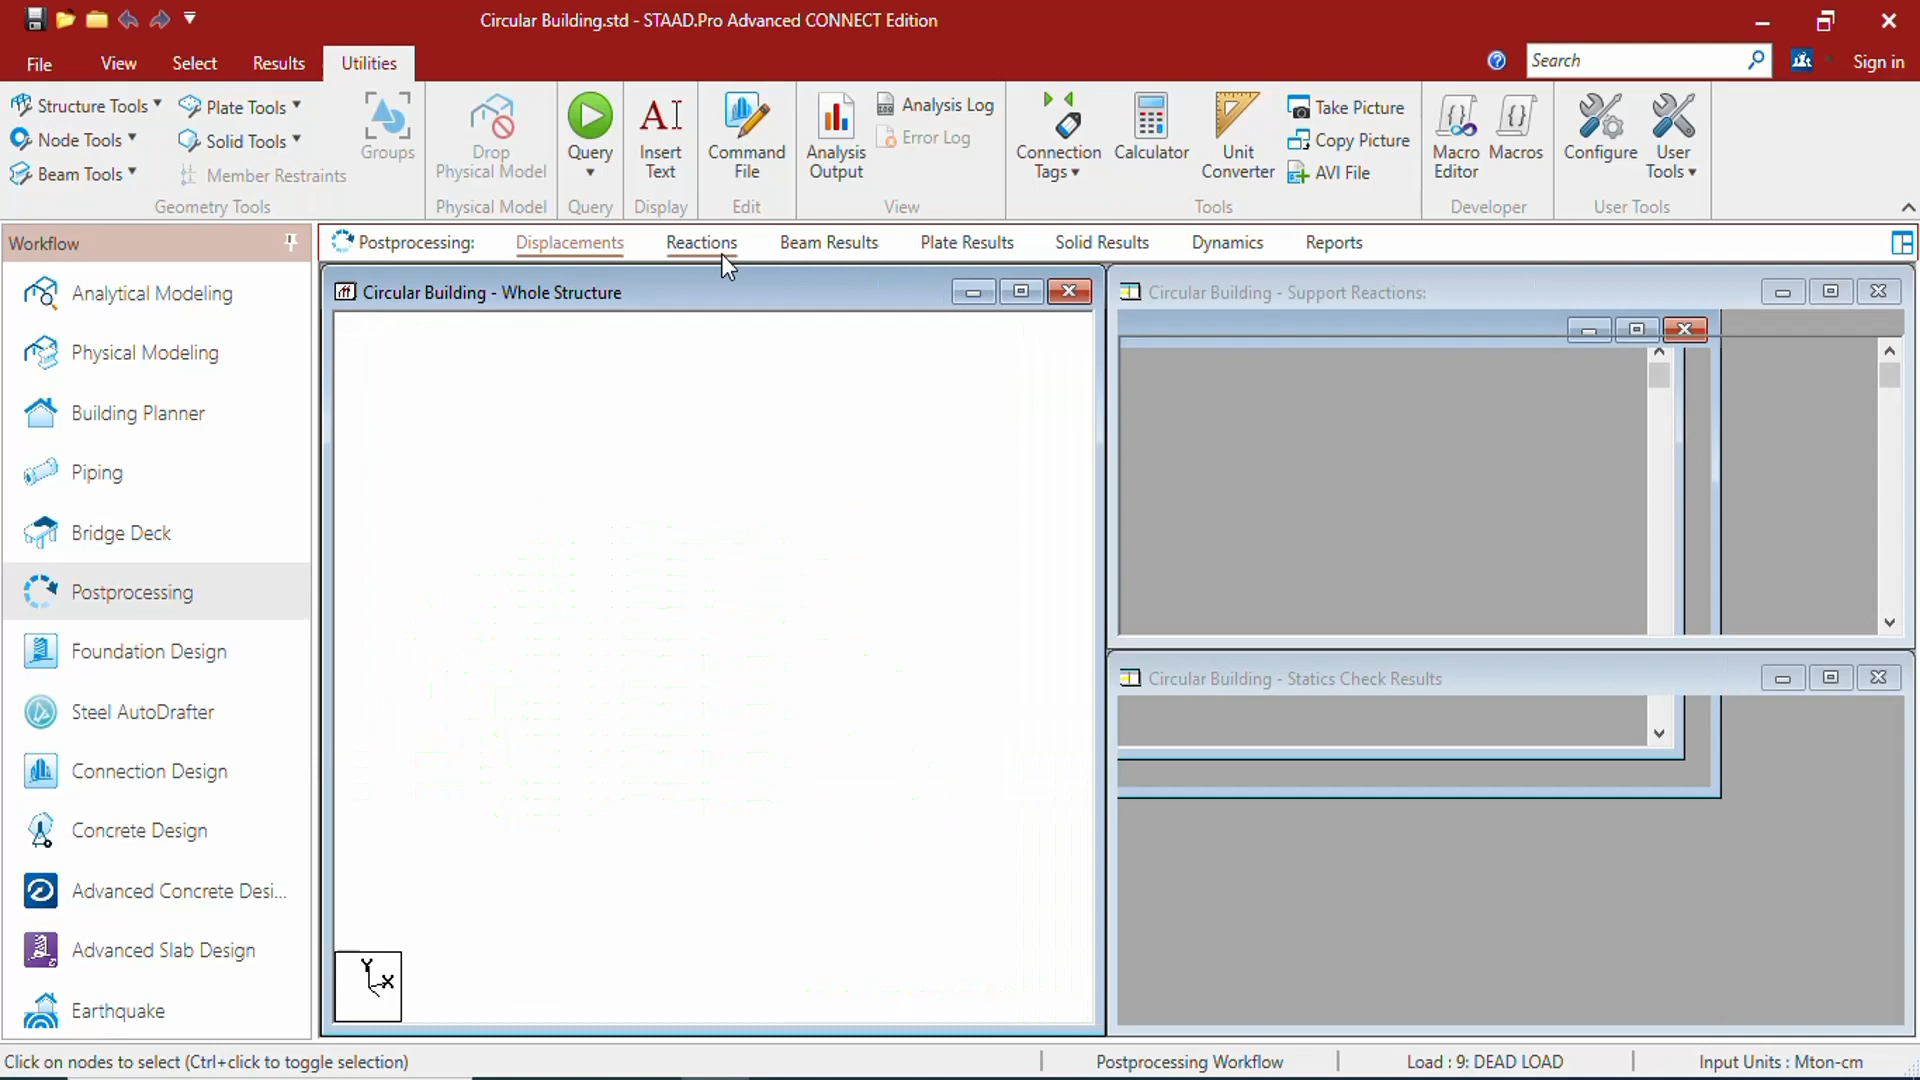 Circular Building.std - STAAD.Pro Advanced CONNECT Edition
File View Select Results Utilities
Search
Sign in
Structure Tools
Node Tools
Beam Tools
Plate Tools
Solid Tools
Member Restraints
Groups
Geometry Tools
Drop
Physical Model
Physical Model
Query
Query
Insert
Text
Display
Command
File
Edit
Analysis
Output
Analysis Log
Error Log
View
Connection
Tags
Calculator
Unit
Converter
Take Picture
Copy Picture
AVI File
Tools
Macro
Editor
Macros
Developer
Configure
User
Tools
User Tools
Workflow
Postprocessing: Displacements Reactions Beam Results Plate Results Solid Results Dynamics Reports
Analytical Modeling
Physical Modeling
Building Planner
Piping
Bridge Deck
Postprocessing
Foundation Design
Steel AutoDrafter
Connection Design
Concrete Design
Advanced Concrete Desi...
Advanced Slab Design
Earthquake
Circular Building - Whole Structure
Y
X
Circular Building - Support Reactions:
Circular Building - Statics Check Results
Click on nodes to select (Ctrl+click to toggle selection)
Postprocessing Workflow
Load : 9: DEAD LOAD
Input Units : Mton-cm